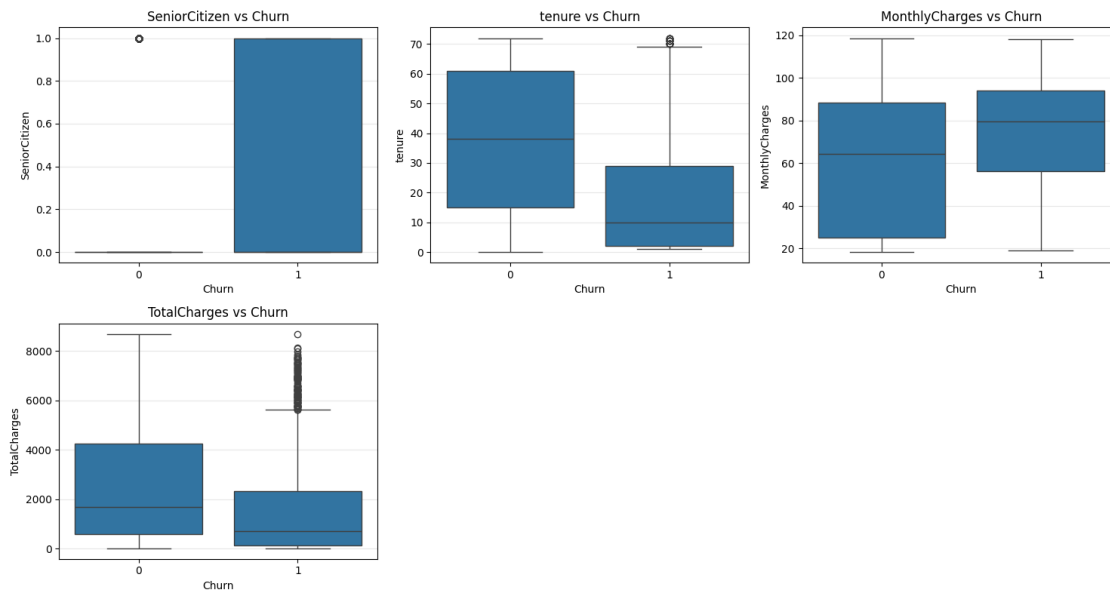 SeniorCitizen vs Churn
1.0
0.8
0.6
0.4
0.2
0.0
SeniorCitizen
0
1
Churn
tenure vs Churn
70
60
50
40
30
20
10
0
tenure
0
1
Churn
MonthlyCharges vs Churn
120
100
80
60
40
20
MonthlyCharges
0
1
Churn
TotalCharges vs Churn
8000
6000
4000
2000
0
TotalCharges
0
1
Churn